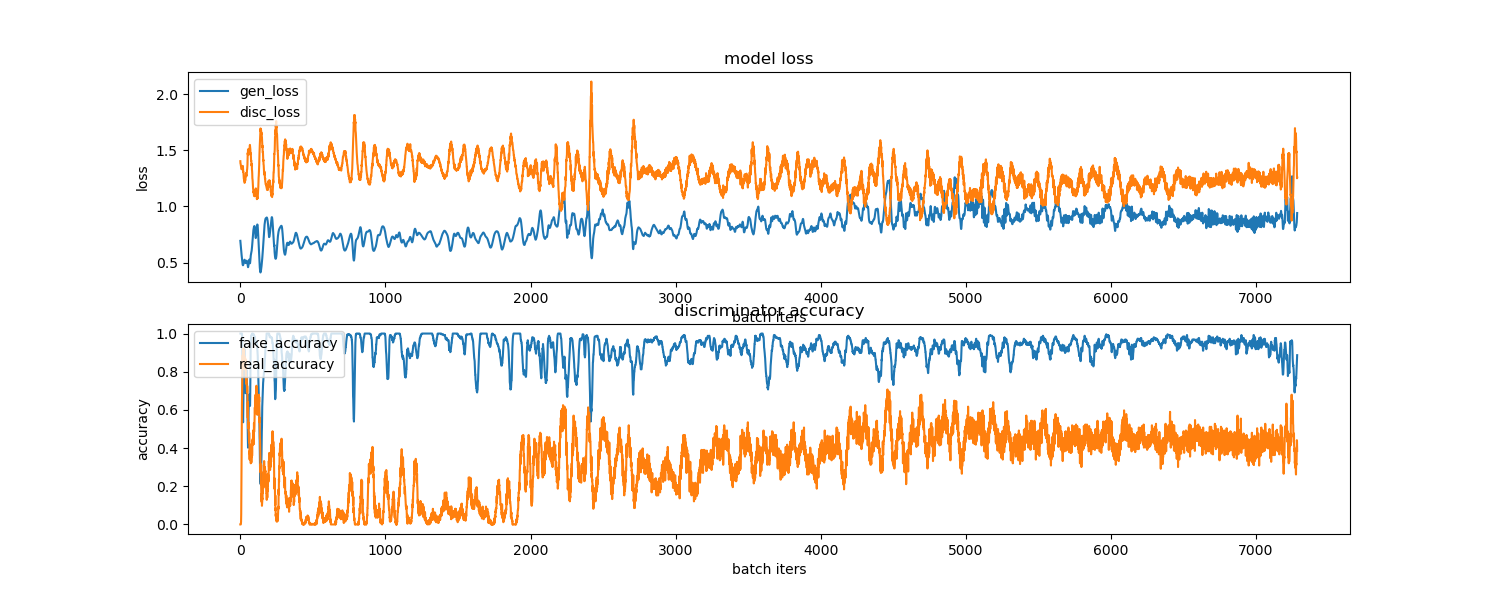 model loss
gen_loss
disc_loss
loss
2.0
1.5
1.0
0.5
0 1000 2000 3000 4000 5000 6000 7000
batch iters
discriminator accuracy
fake_accuracy
real_accuracy
accuracy
1.0
0.8
0.6
0.4
0.2
0.0
0 1000 2000 3000 4000 5000 6000 7000
batch iters